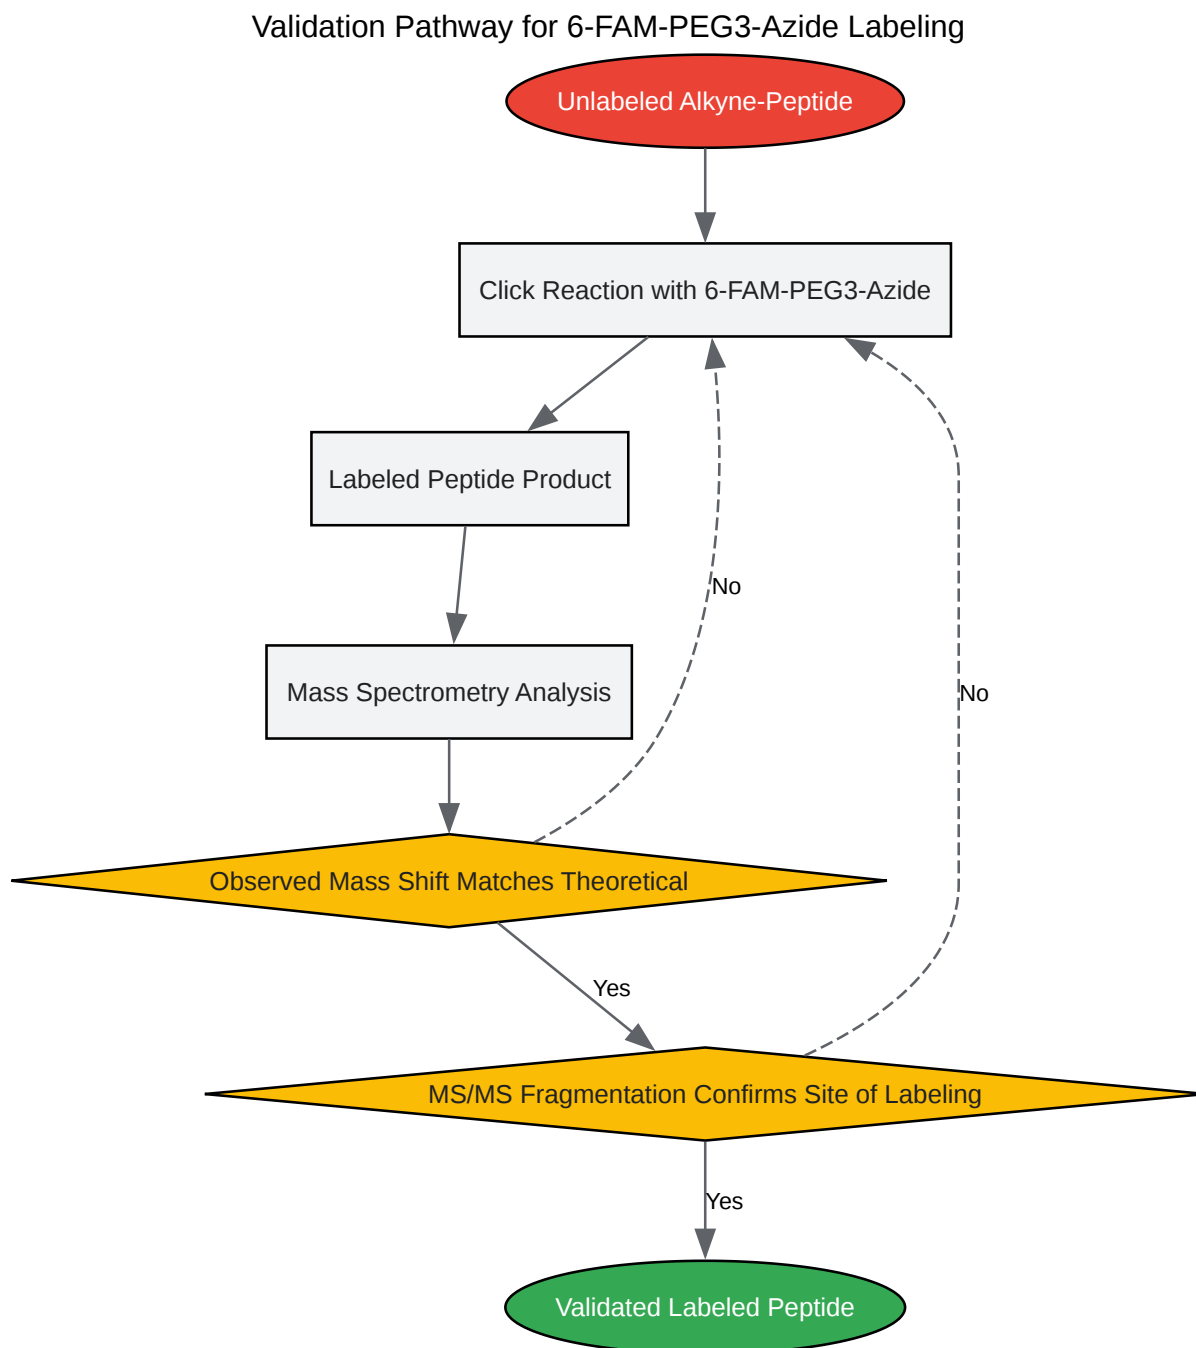 Validation Pathway for 6-FAM-PEG3-Azide Labeling
Unlabeled Alkyne-Peptide
Click Reaction with 6-FAM-PEG3-Azide
Labeled Peptide Product
No
Mass Spectrometry Analysis
No
Observed Mass Shift Matches Theoretical
Yes
MS/MS Fragmentation Confirms Site of Labeling
Yes
Validated Labeled Peptide